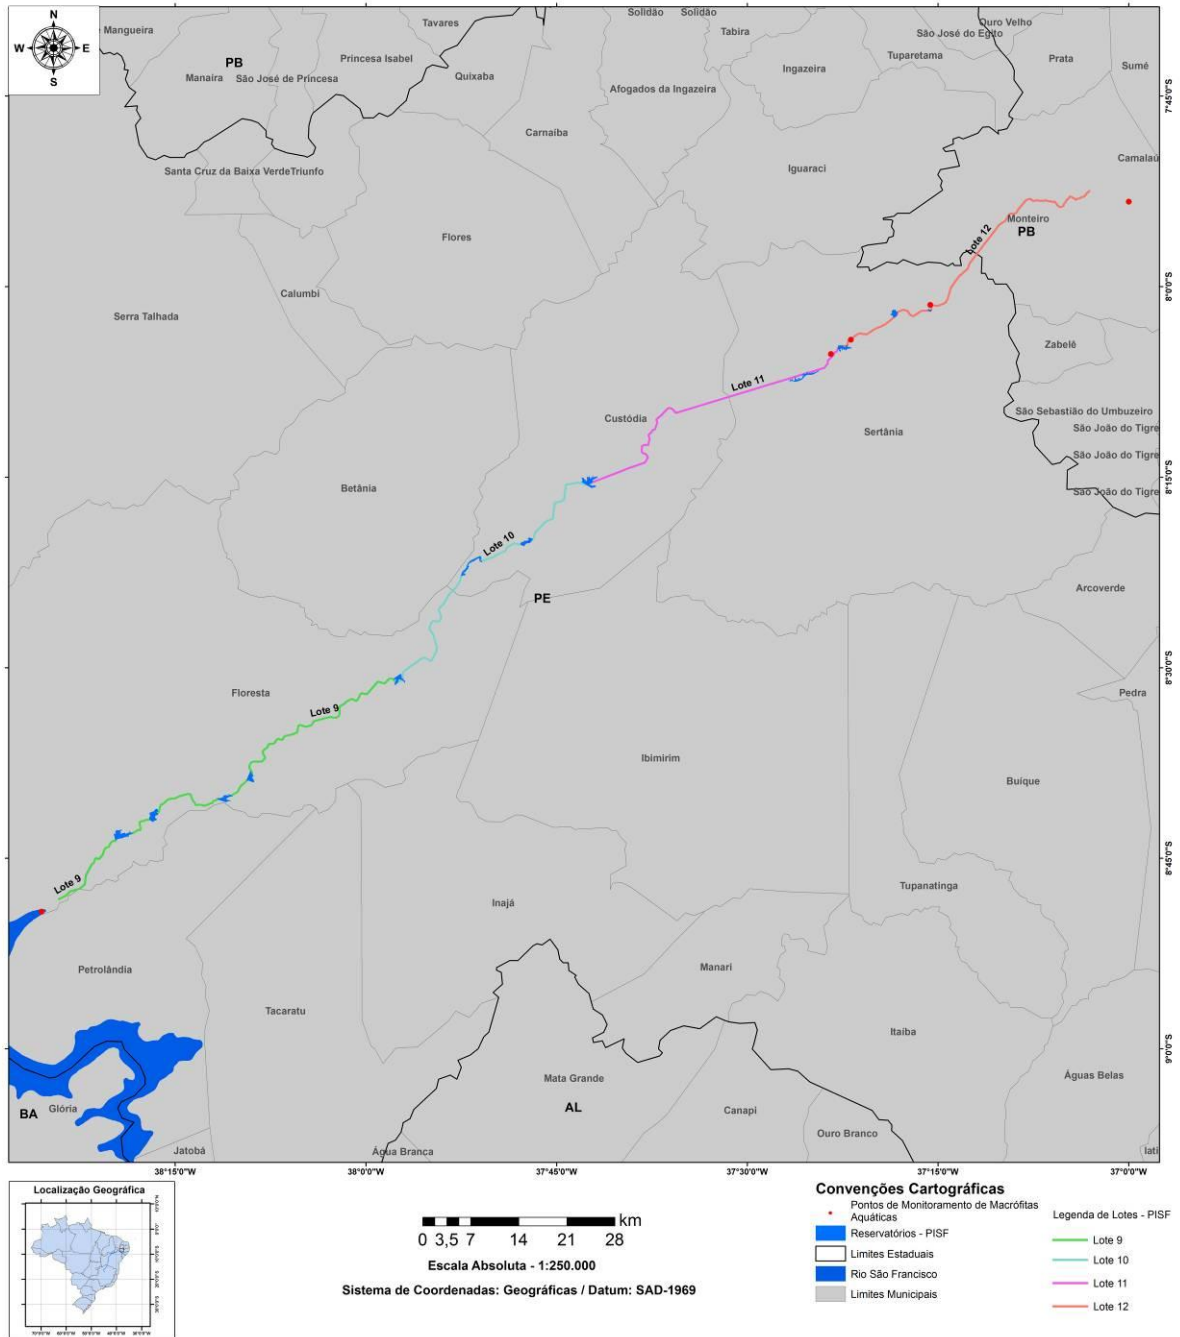 N
W E
S
Mangueira
PB
Manaíra
São José de Princesa
Princesa Isabel
Tavares
Quixaba
Solidão
Solidão
Tabira
Ouro Velho
São José do Egito
Tuparetama
Prata
Sumé
Ingazeira
Afogados da Ingazeira
Carnaíba
Iguaraci
Camalaú
Santa Cruz da Baixa Verde
Triunfo
Flores
Monteiro
PB
Lote 12
Calumbi
Serra Talhada
Zabelê
Lote 11
Custódia
Sertânia
São Sebastião do Umbuzeiro
São João do Tigre
São João do Tigre
São João do Tigre
Betânia
Lote 10
PE
Arcoverde
Floresta
Lote 9
Pedra
Ibimirim
Buíque
Lote 9
Tupanatinga
Inajá
Petrolândia
Manari
Tacaratu
Itaíba
Mata Grande
Águas Belas
BA
Glória
AL
Canapi
Ouro Branco
Jatobá
Água Branca
Iati
7°45'0"S
8°0'0"S
8°15'0"S
8°30'0"S
8°45'0"S
9°0'0"S
38°15'0"W 38°0'0"W 37°45'0"W 37°30'0"W 37°15'0"W 37°0'0"W
Localização Geográfica
km
0 3,5 7 14 21 28
Escala Absoluta - 1:250.000
Sistema de Coordenadas: Geográficas / Datum: SAD-1969
Convenções Cartográficas
Pontos de Monitoramento de Macrófitas
Aquáticas
Reservatórios - PISF
Limites Estaduais
Rio São Francisco
Limites Municipais
Legenda de Lotes - PISF
Lote 9
Lote 10
Lote 11
Lote 12